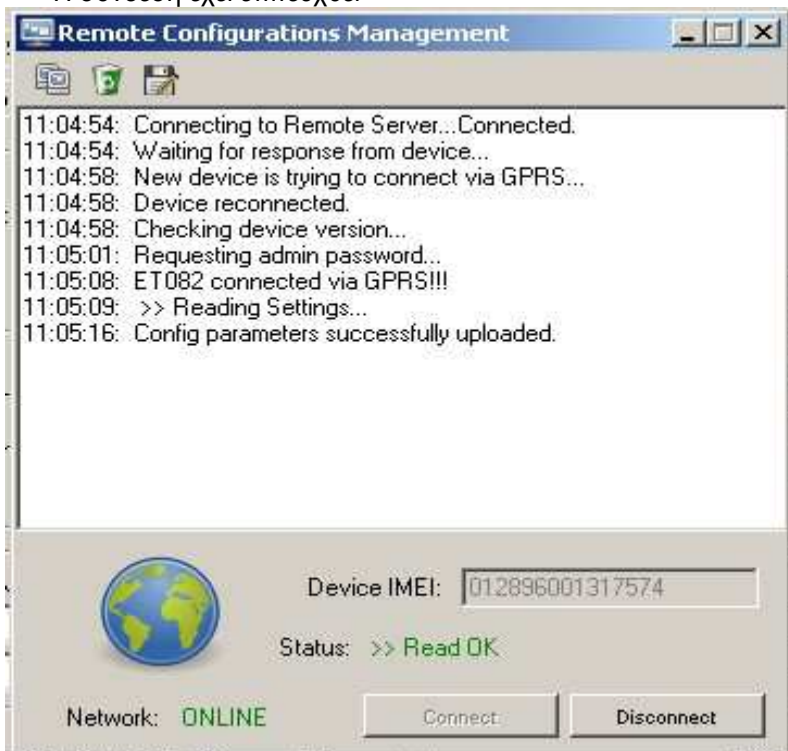 Remote Configurations Management
11:04:54: Connecting to Remote Server...Connected.
11:04:54: Waiting for response from device...
11:04:58: New device is trying to connect via GPRS...
11:04:58: Device reconnected.
11:04:58: Checking device version...
11:05:01: Requesting admin password...
11:05:08: ET082 connected via GPRS!!!
11:05:09: >> Reading Settings...
11:05:16: Config parameters successfully uploaded.
Device IMEI: 012896001317574
Status: >> Read OK
Network: ONLINE
Connect
Disconnect